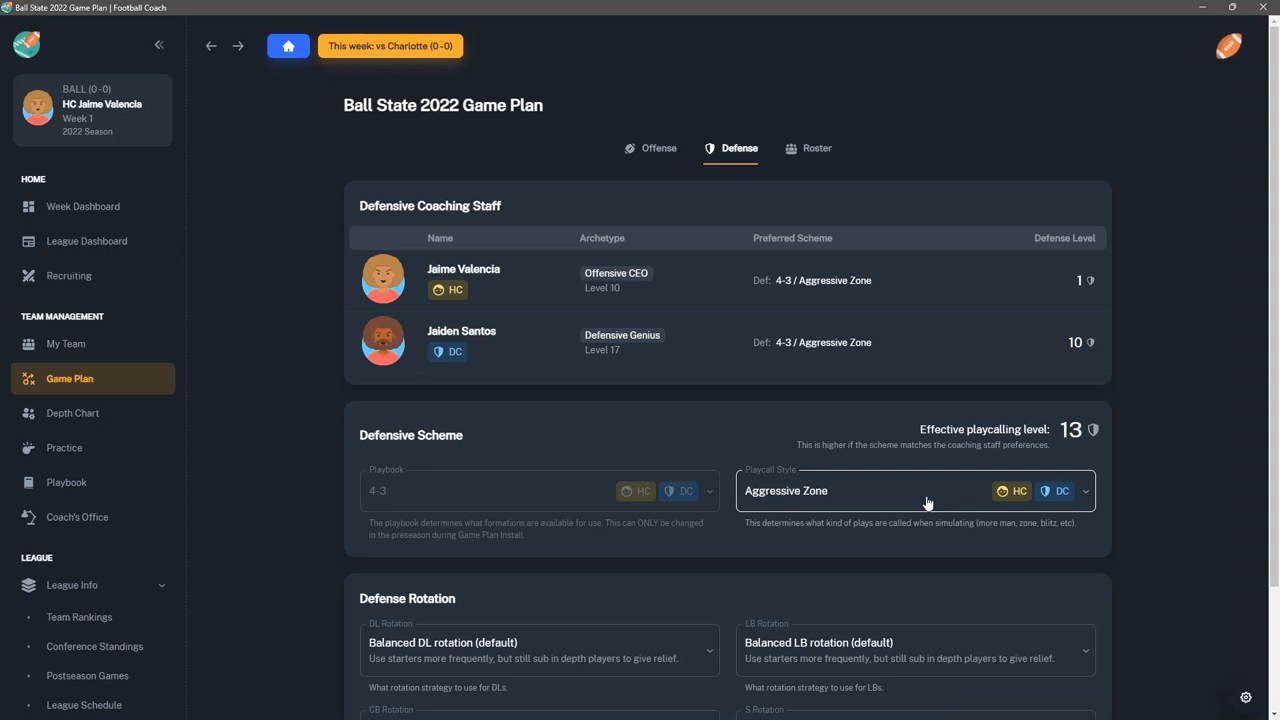 Ball State 2022 Game Plan | Football Coach
BALL (0-0)
HC Jaime Valencia
Week 1
2022 Season
HOME
Week Dashboard
League Dashboard
Recruiting
TEAM MANAGEMENT
My Team
Game Plan
Depth Chart
Practice
Playbook
Coach's Office
LEAGUE
League Info
Team Rankings
Conference Standings
Postseason Games
League Schedule
This week: vs Charlotte (0-0)
Ball State 2022 Game Plan
Offense
Defense
Roster
Defensive Coaching Staff
Name Archetype Preferred Scheme Defense Level
Jaime Valencia
HC
Offensive CEO
Level 10
Def: 4-3 / Aggressive Zone
1
Jaiden Santos
DC
Defensive Genius
Level 17
Def: 4-3 / Aggressive Zone
10
Defensive Scheme
Effective playcalling level: 13
This is higher if the scheme matches the coaching staff preferences.
Playbook
4-3 HC DC
The playbook determines what formations are available for use. This can ONLY be changed
in the preseason during Game Plan Install.
Playcall Style
Aggressive Zone HC DC
This determines what kind of plays are called when simulating (more man, zone, blitz, etc).
Defense Rotation
DL Rotation
Balanced DL rotation (default)
Use starters more frequently, but still sub in depth players to give relief.
What rotation strategy to use for DLs.
LB Rotation
Balanced LB rotation (default)
Use starters more frequently, but still sub in depth players to give relief.
What rotation strategy to use for LBs.
CB Rotation
S Rotation